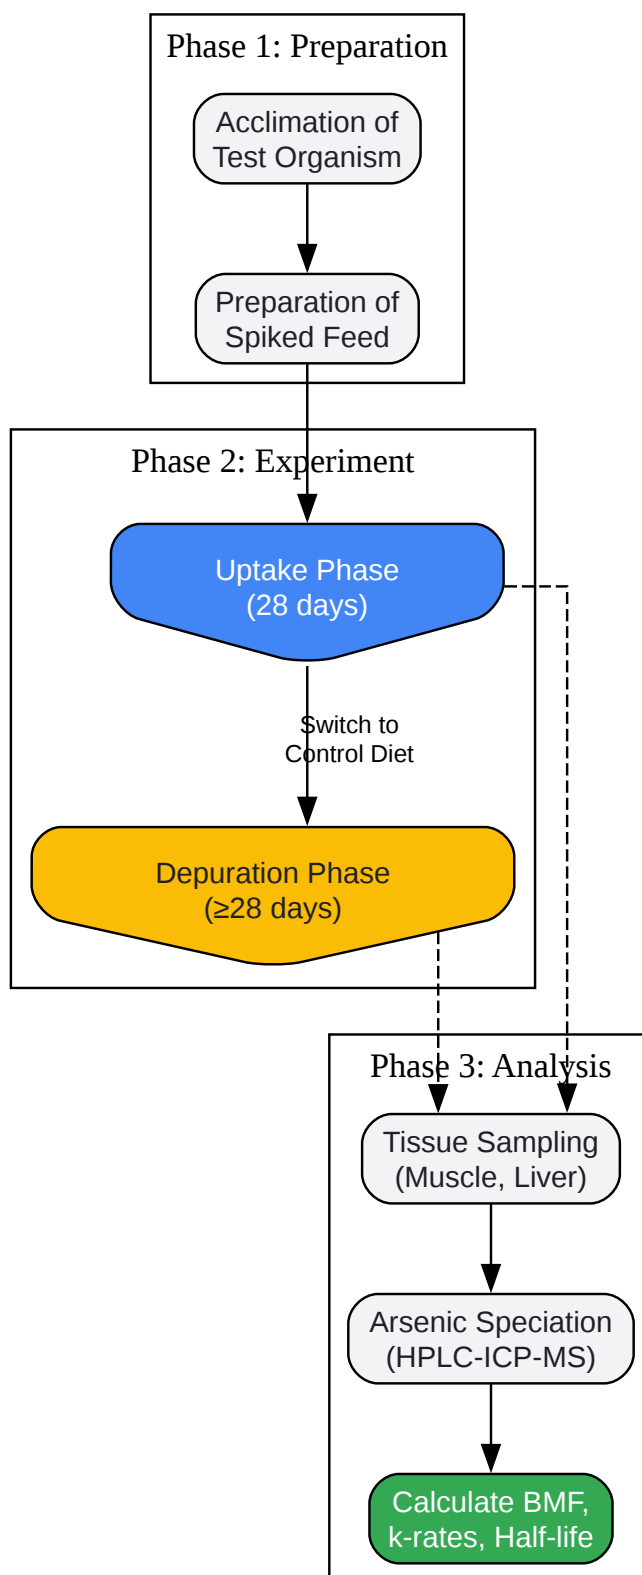 Phase 1: Preparation
Acclimation of
Test Organism
Preparation of
Spiked Feed
Phase 2: Experiment
Uptake Phase
(28 days)
Switch to
Control Diet
Depuration Phase
(≥28 days)
Phase 3: Analysis
Tissue Sampling
(Muscle, Liver)
Arsenic Speciation
(HPLC-ICP-MS)
Calculate BMF,
k-rates, Half-life